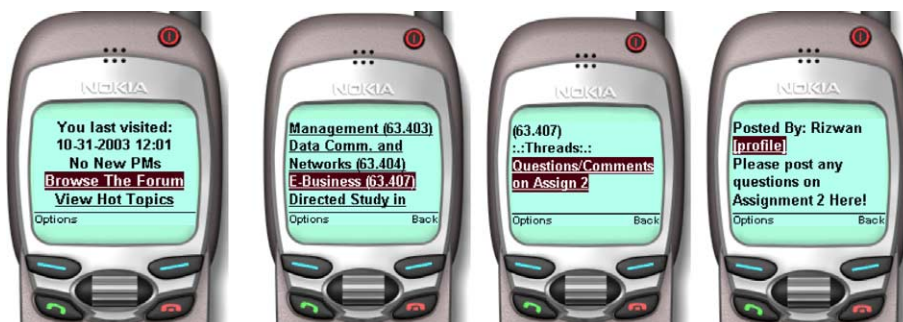 NOKIA
You last visited:
10-31-2003 12:01
No New PMs
Browse The Forum
View Hot Topics
Options
NOKIA
Management (63.403)
Data Comm. and
Networks (63.404)
E-Business (63.407)
Directed Study in
Options Back
NOKIA
(63.407)
:.:Threads:.:
Questions/Comments
on Assign 2
Options Back
NOKIA
Posted By: Rizwan
[profile]
Please post any
questions on
Assignment 2 Here!
Options Back